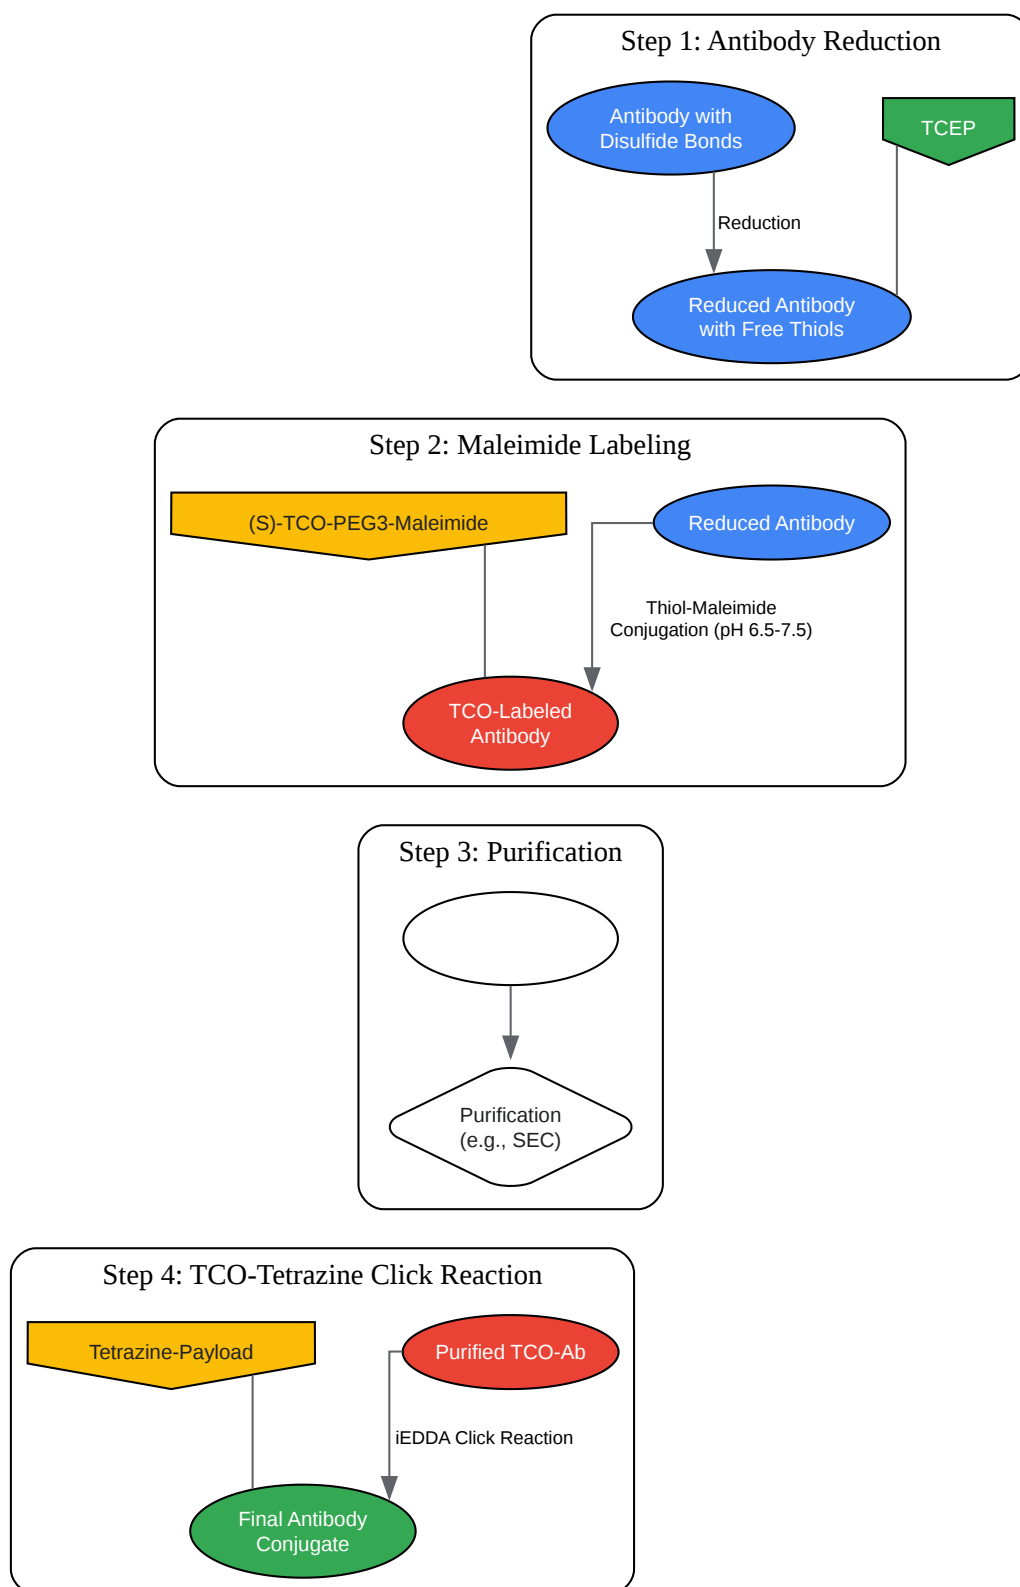 Step 1: Antibody Reduction
Antibody with
Disulfide Bonds
TCEP
Reduction
Reduced Antibody
with Free Thiols
Step 2: Maleimide Labeling
(S)-TCO-PEG3-Maleimide
Reduced Antibody
Thiol-Maleimide
Conjugation (pH 6.5-7.5)
TCO-Labeled
Antibody
Step 3: Purification
Purification
(e.g., SEC)
Step 4: TCO-Tetrazine Click Reaction
Tetrazine-Payload
Purified TCO-Ab
iEDDA Click Reaction
Final Antibody
Conjugate